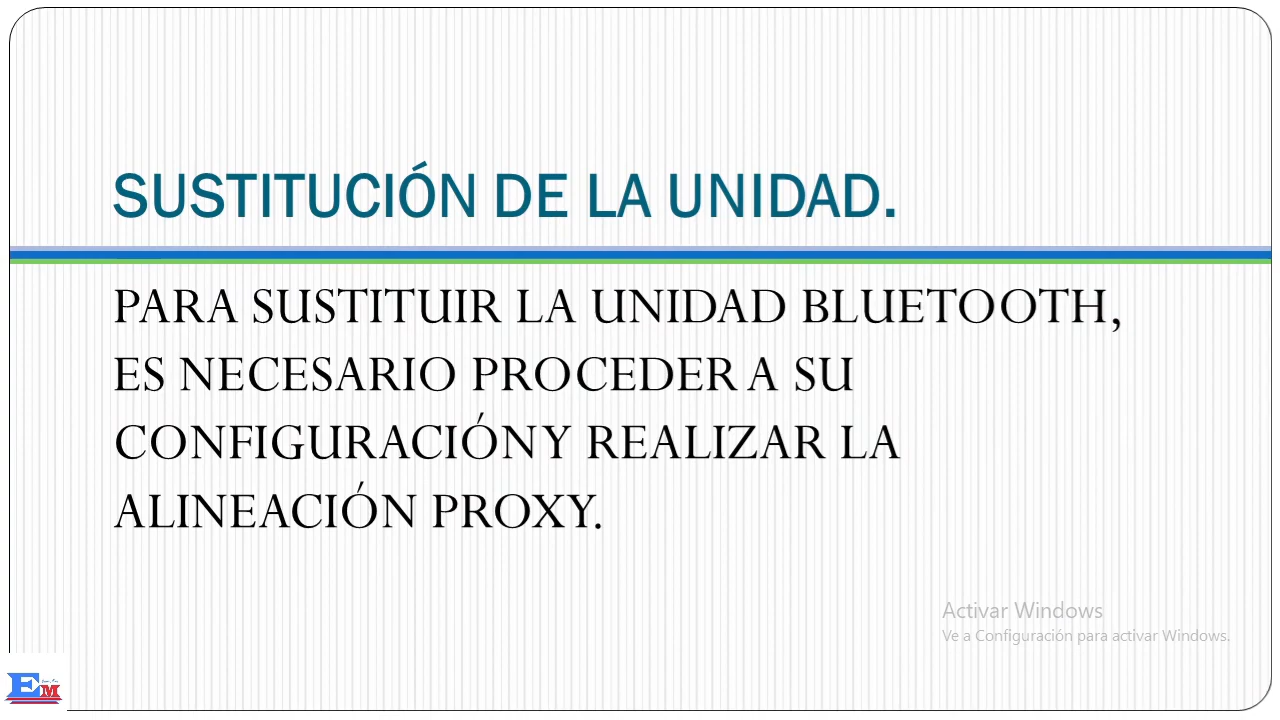 SUSTITUCIÓN DE LA UNIDAD.
PARA SUSTITUIR LA UNIDAD BLUETOOTH,
ES NECESARIO PROCEDER A SU
CONFIGURACIÓN Y REALIZAR LA
ALINEACIÓN PROXY.
Activar Windows
Ve a Configuración para activar Windows.
EM